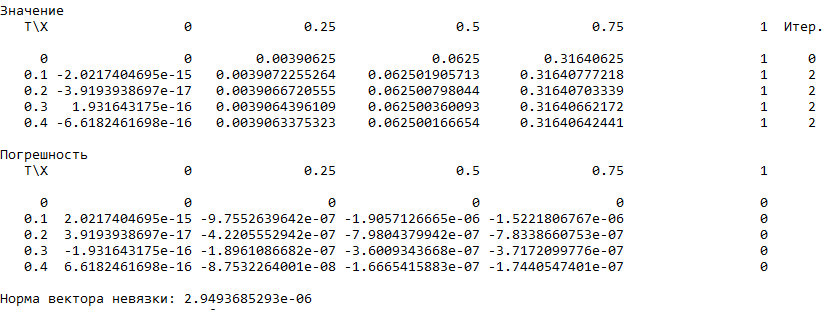 Значение
T\X 0 0.25 0.5 0.75 1 Итер.
0 0 0.00390625 0.0625 0.31640625 1 0
0.1 -2.0217404695e-15 0.0039072255264 0.062501905713 0.31640777218 1 2
0.2 -3.9193938687e-17 0.0039066720555 0.062500798044 0.31640703339 1 2
0.3 1.931643175e-16 0.0039064396109 0.062500360093 0.31640662172 1 2
0.4 -6.6182461698e-16 0.0039063375323 0.062500166654 0.31640642441 1 2
Погрешность
T\X 0 0.25 0.5 0.75 1
0 0 0 0 0 0
0.1 2.0217404695e-15 -9.7552639642e-07 -1.9057126665e-06 -1.5221806767e-06 0
0.2 3.9193938687e-17 -4.2205552942e-07 -7.9804379942e-07 -7.8338660753e-07 0
0.3 -1.931643175e-16 -1.8961086682e-07 -3.6009343668e-07 -3.7172099776e-07 0
0.4 6.6182461698e-16 -8.7532264001e-08 -1.6665415883e-07 -1.7440547401e-07 0
Норма вектора невязки: 2.9493685293e-06